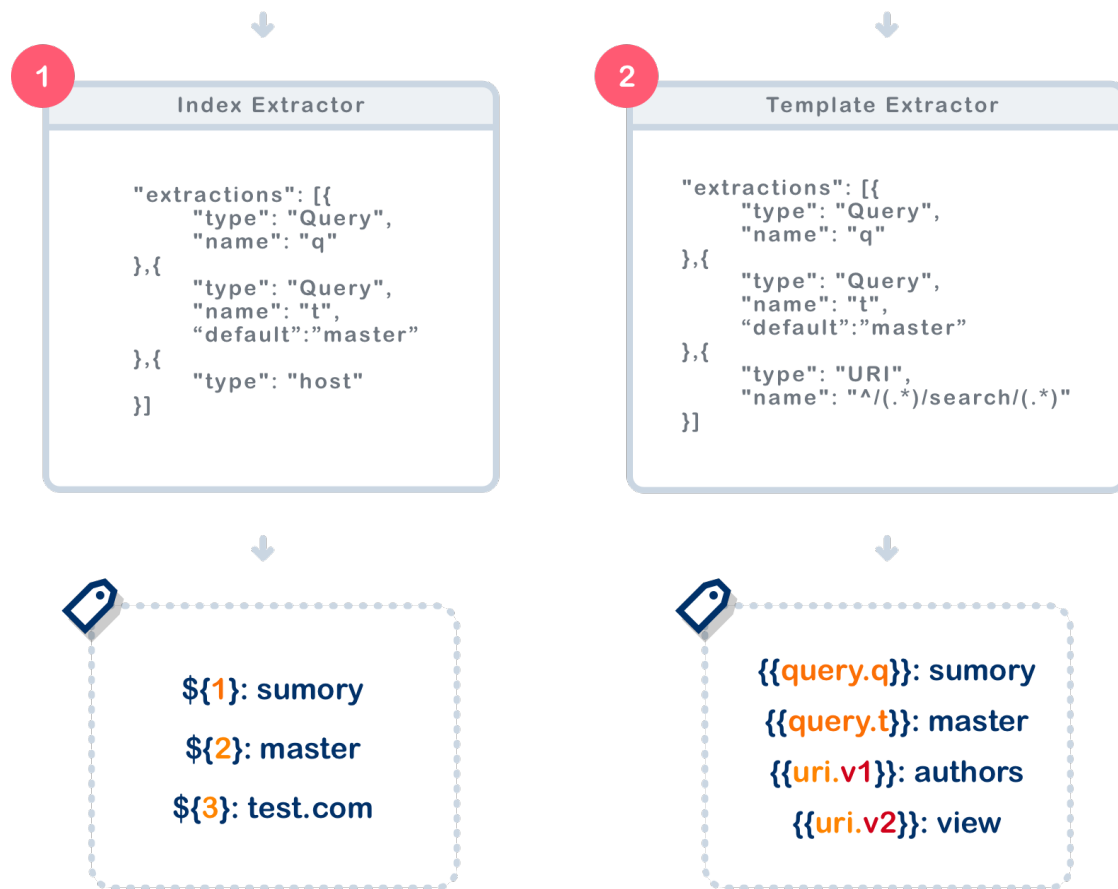 1
Index Extractor
"extractions": [{
"type": "Query",
"name": "q"
},{
"type": "Query",
"name": "t",
“default”:”master”
},{
"type": "host"
}]
${1}: sumory
${2}: master
${3}: test.com
2
Template Extractor
"extractions": [{
"type": "Query",
"name": "q"
},{
"type": "Query",
"name": "t",
“default”:”master”
},{
"type": "URI",
"name": "^/(.*)/search/(.*)"
}]
{{query.q}}: sumory
{{query.t}}: master
{{uri.v1}}: authors
{{uri.v2}}: view